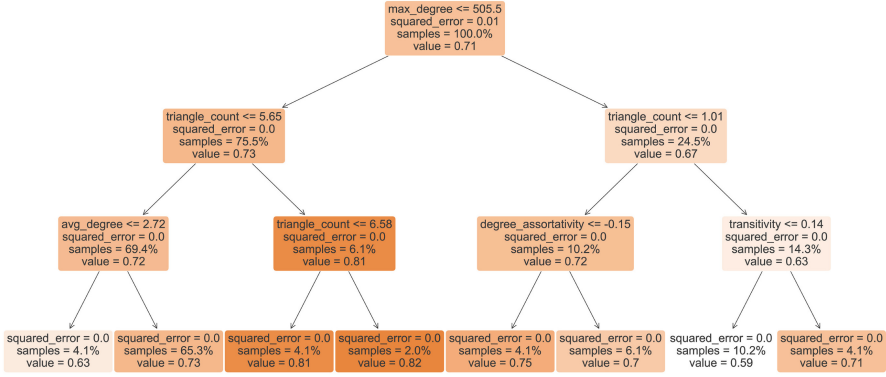 max_degree <= 505.5
squared_error = 0.01
samples = 100.0%
value = 0.71
triangle_count <= 5.65
squared_error = 0.0
samples = 75.5%
value = 0.73
triangle_count <= 1.01
squared_error = 0.0
samples = 24.5%
value = 0.67
avg_degree <= 2.72
squared_error = 0.0
samples = 69.4%
value = 0.72
triangle_count <= 6.58
squared_error = 0.0
samples = 6.1%
value = 0.81
degree_assortativity <= -0.15
squared_error = 0.0
samples = 10.2%
value = 0.72
transitivity <= 0.14
squared_error = 0.0
samples = 14.3%
value = 0.63
squared_error = 0.0
samples = 4.1%
value = 0.63
squared_error = 0.0
samples = 65.3%
value = 0.73
squared_error = 0.0
samples = 4.1%
value = 0.81
squared_error = 0.0
samples = 2.0%
value = 0.82
squared_error = 0.0
samples = 4.1%
value = 0.75
squared_error = 0.0
samples = 6.1%
value = 0.7
squared_error = 0.0
samples = 10.2%
value = 0.59
squared_error = 0.0
samples = 4.1%
value = 0.71